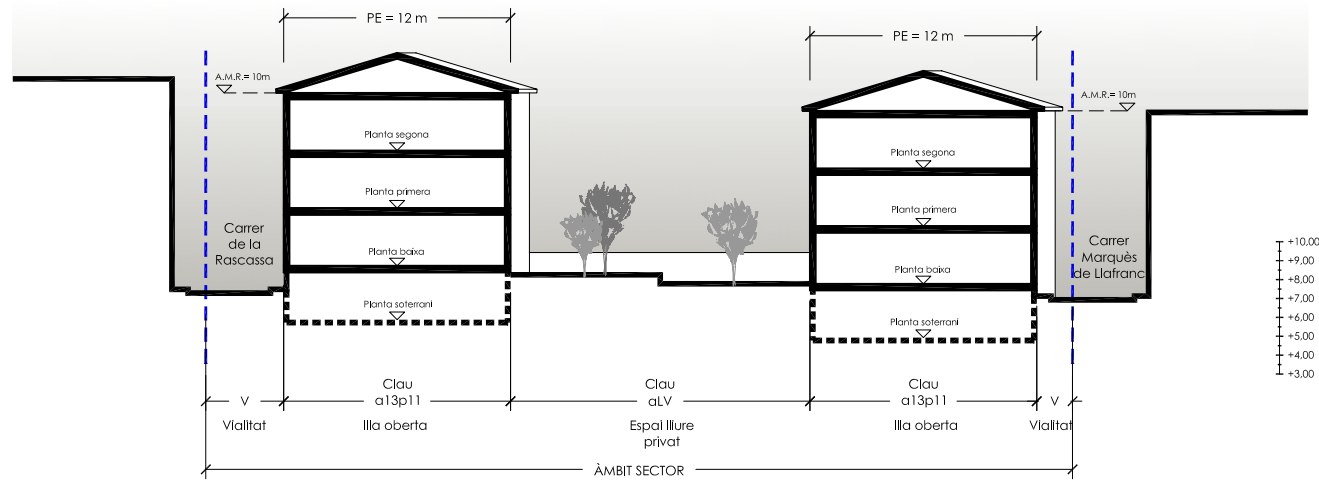 PE = 12 m
PE = 12 m
A.M.R.= 10m
A.M.R.= 10m
Planta segona
Planta primera
Planta baixa
Planta soterrani
Planta segona
Planta primera
Planta baixa
Planta soterrani
Carrer
de la
Rascassa
Carrer
Marquès
de Llafranc
+10,00
+9,00
+8,00
+7,00
+6,00
+5,00
+4,00
+3,00
V
Vialitat
Clau
a13p11
Illa oberta
Clau
aLV
Espai lliure
privat
Clau
a13p11
Illa oberta
V
Vialitat
ÀMBIT SECTOR